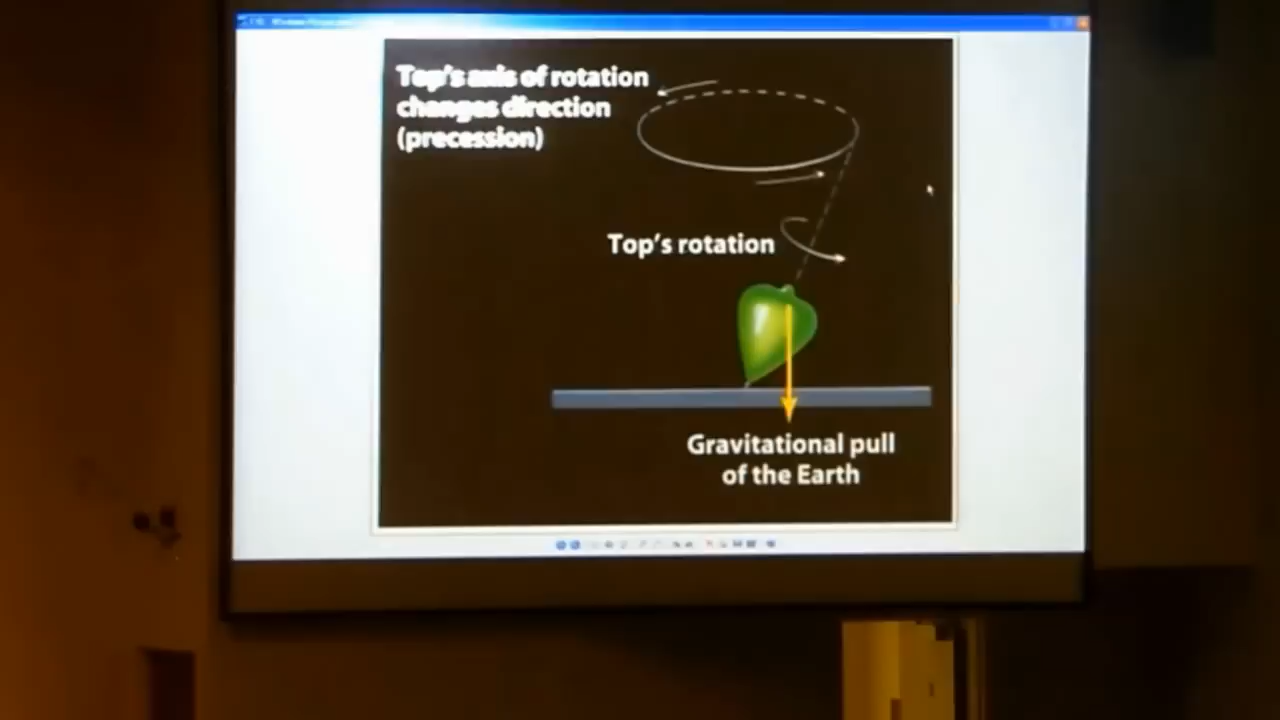 Top's axis of rotation
changes direction
(precession)
Top's rotation
Gravitational pull
of the Earth